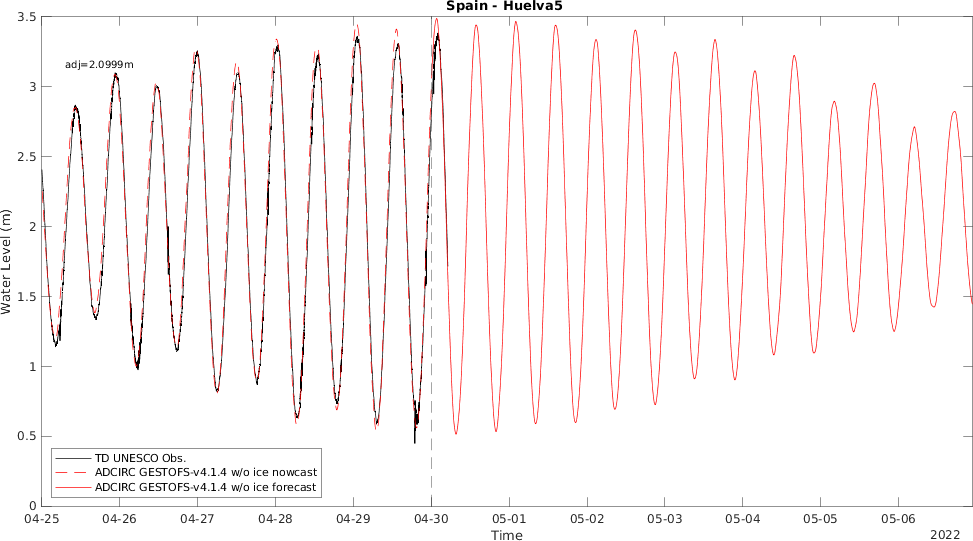 Spain - Huelva5
3.5
3
2.5
2
1.5
1
0.5
0
Water Level (m)
adj=2.0999m
TD UNESCO Obs.
ADCIRC GESTOFS-v4.1.4 w/o ice nowcast
ADCIRC GESTOFS-v4.1.4 w/o ice forecast
04-25 04-26 04-27 04-28 04-29 04-30 05-01 05-02 05-03 05-04 05-05 05-06
Time
2022